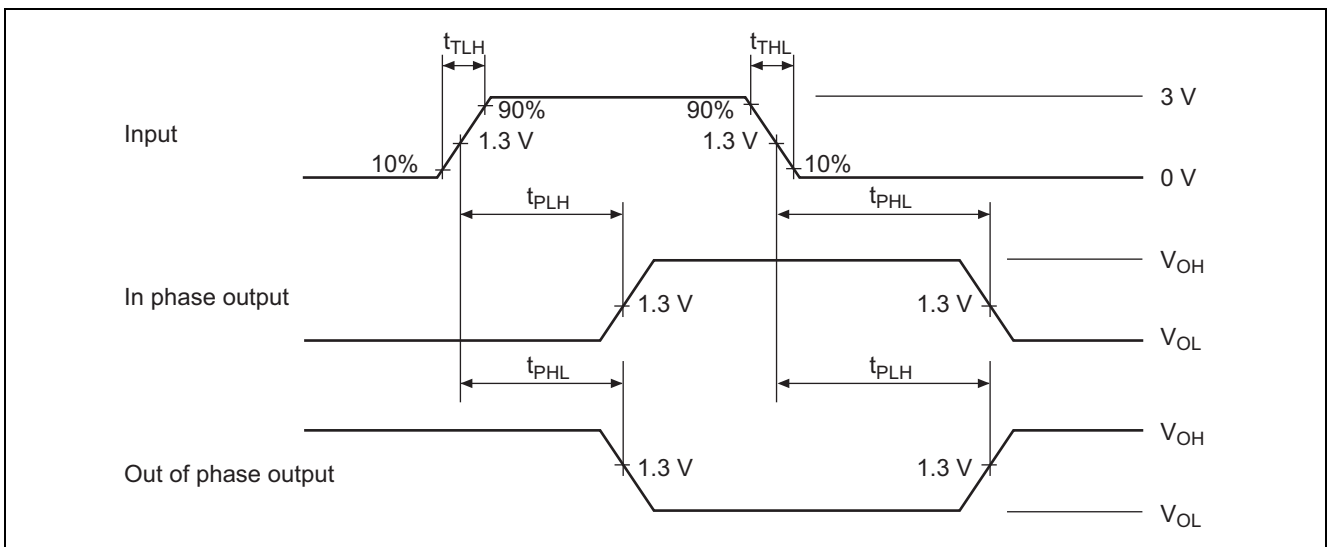 tTLH
tTHL
3 V
90%
90%
Input
1.3 V
1.3 V
10%
10%
0 V
tPLH
tPHL
VOH
In phase output
1.3 V
1.3 V
VOL
tPHL
tPLH
VOH
Out of phase output
1.3 V
1.3 V
VOL